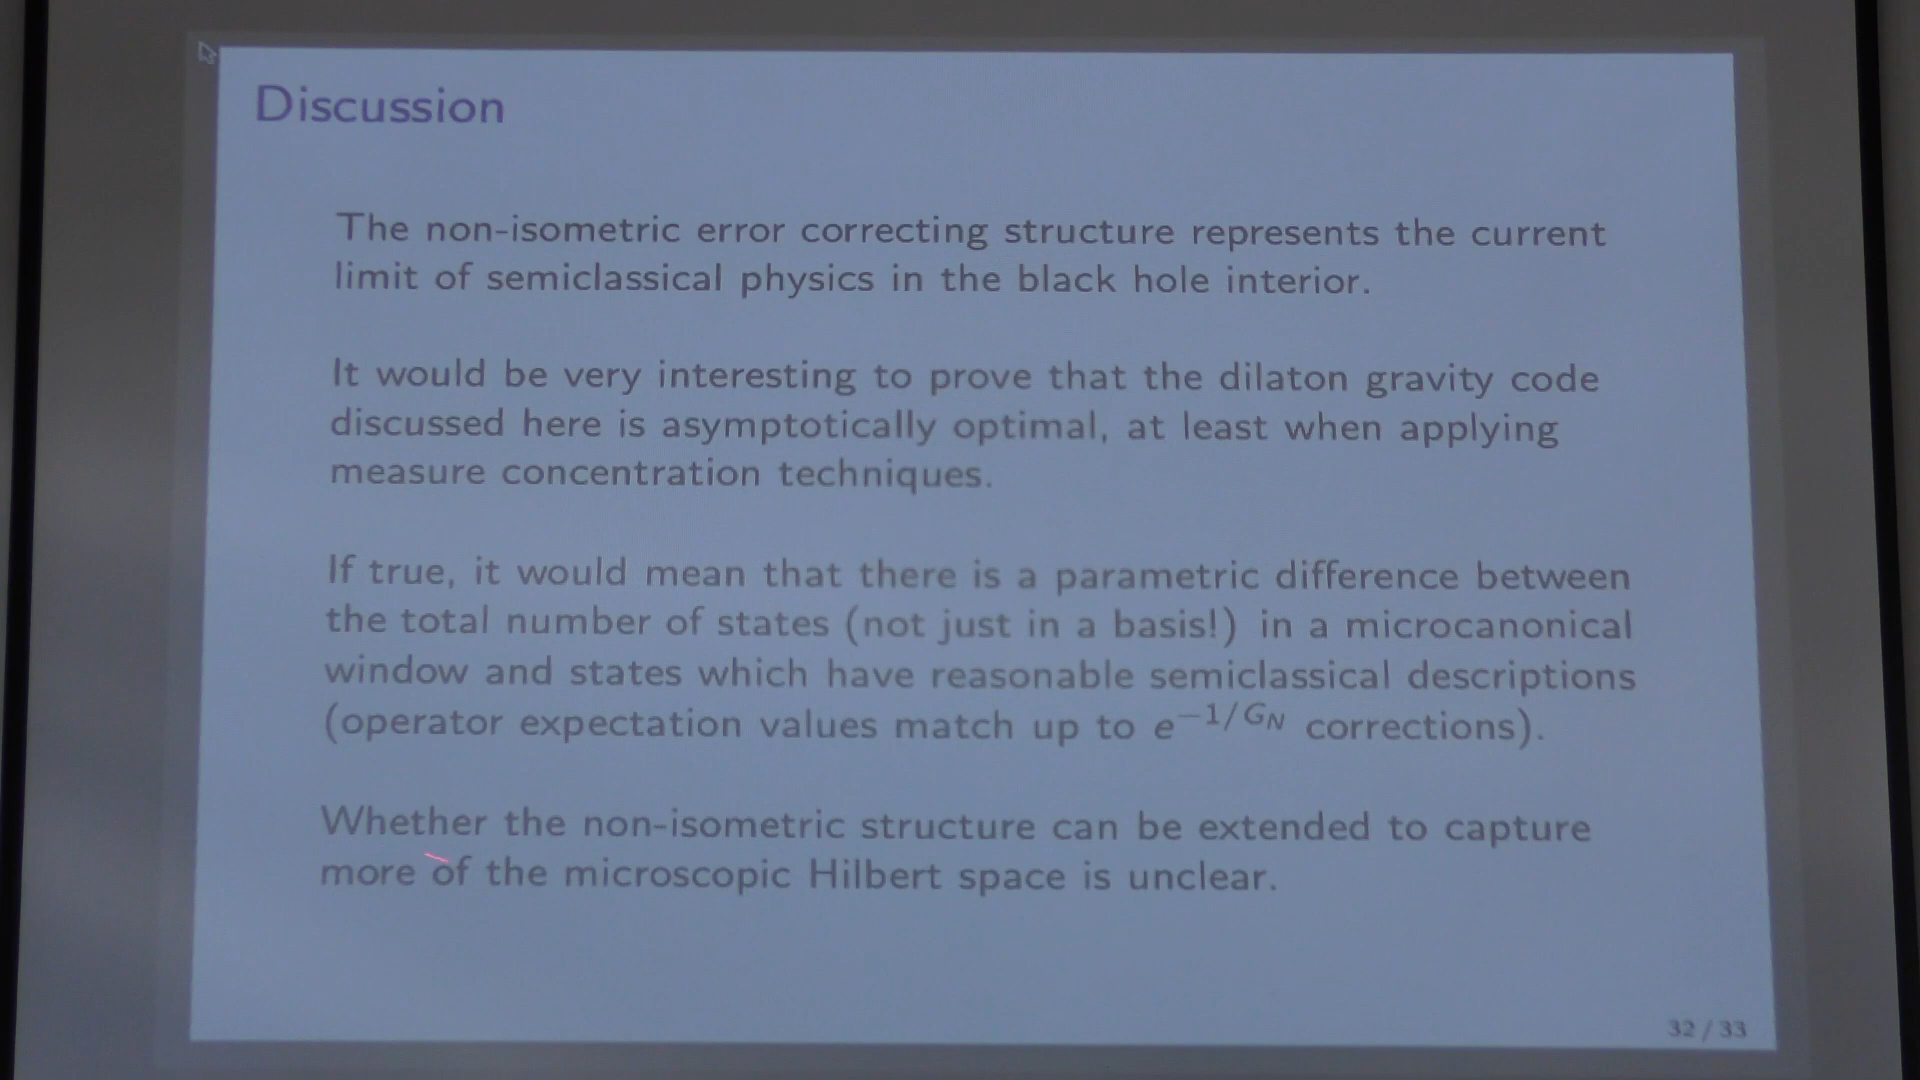 Discussion
The non-isometric error correcting structure represents the current
limit of semiclassical physics in the black hole interior.
It would be very interesting to prove that the dilaton gravity code
discussed here is asymptotically optimal, at least when applying
measure concentration techniques.
If true, it would mean that there is a parametric difference between
the total number of states (not just in a basis!) in a microcanonical
window and states which have reasonable semiclassical descriptions
(operator expectation values match up to e^{-1/G_N} corrections).
Whether the non-isometric structure can be extended to capture
more of the microscopic Hilbert space is unclear.
32 / 33